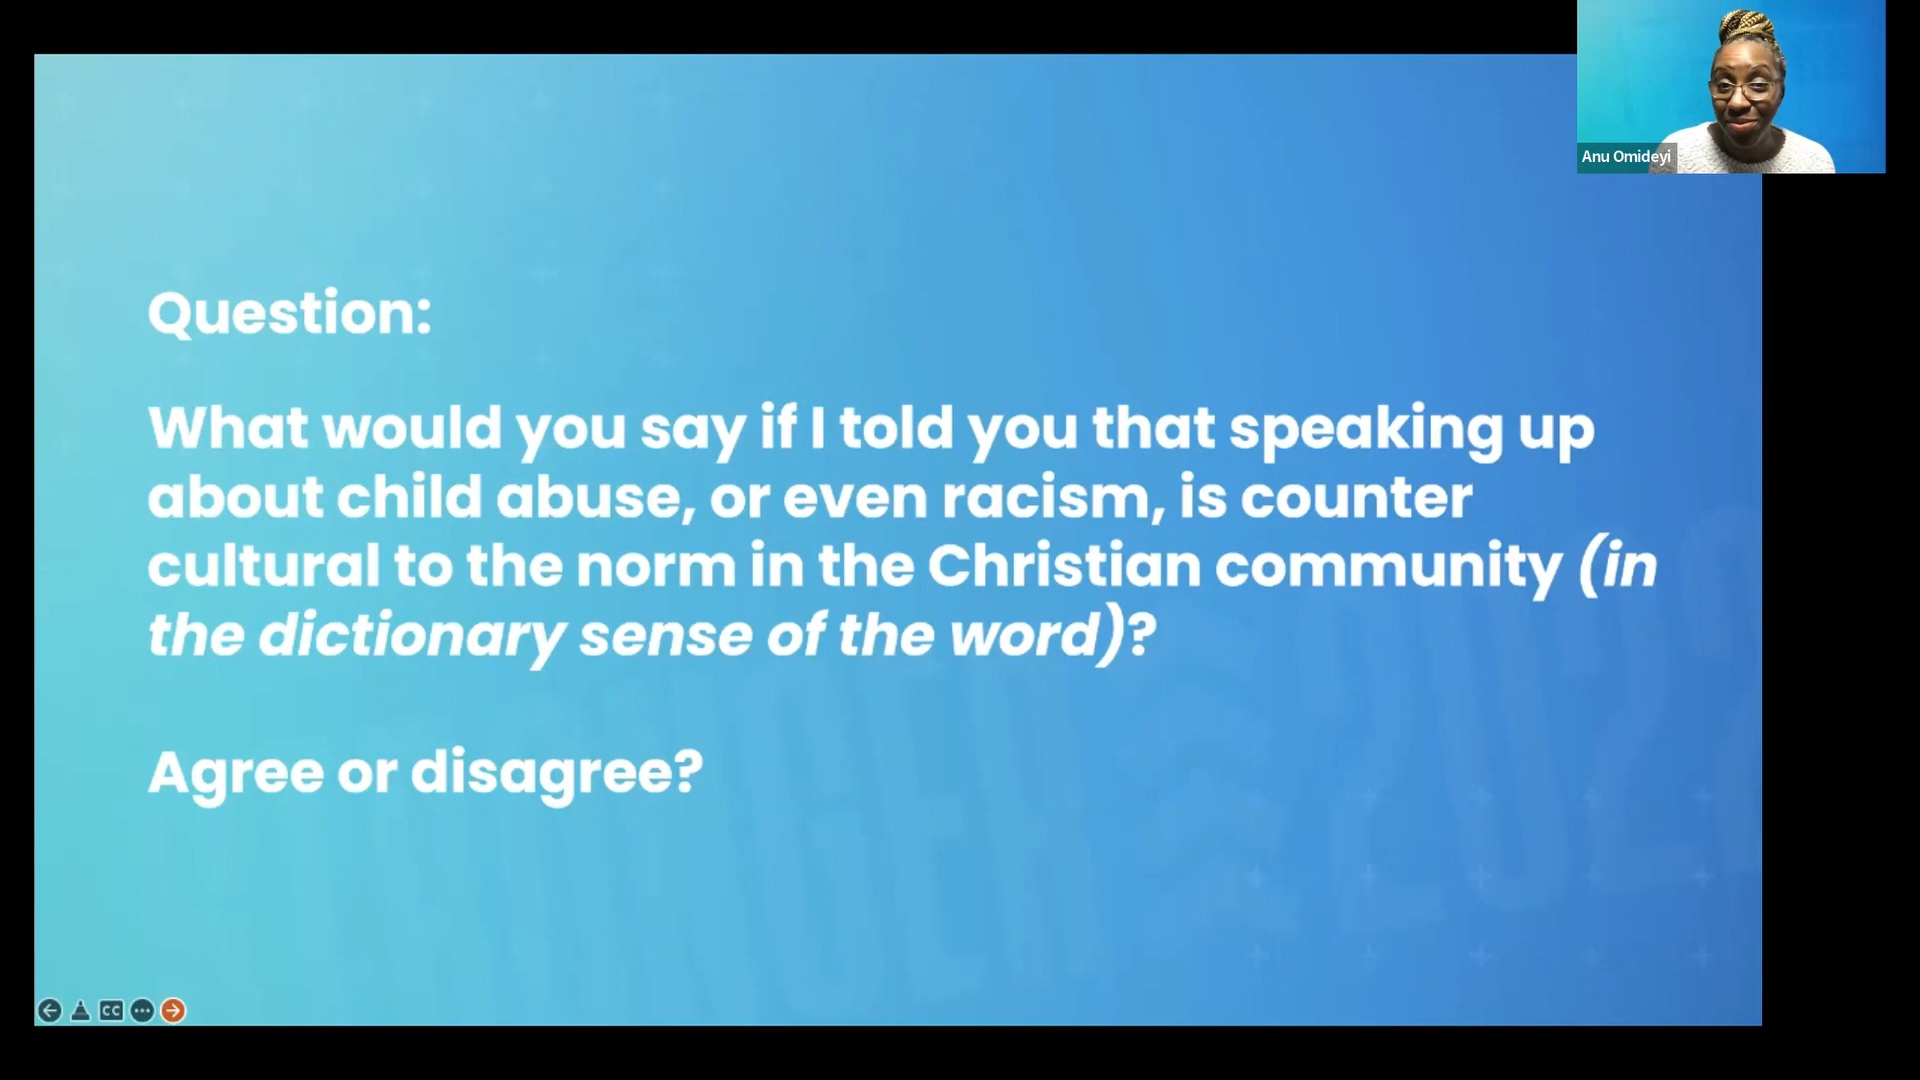 Anu Omideyi
Question:
What would you say if I told you that speaking up
about child abuse, or even racism, is counter
cultural to the norm in the Christian community (in
the dictionary sense of the word)?
Agree or disagree?
CC